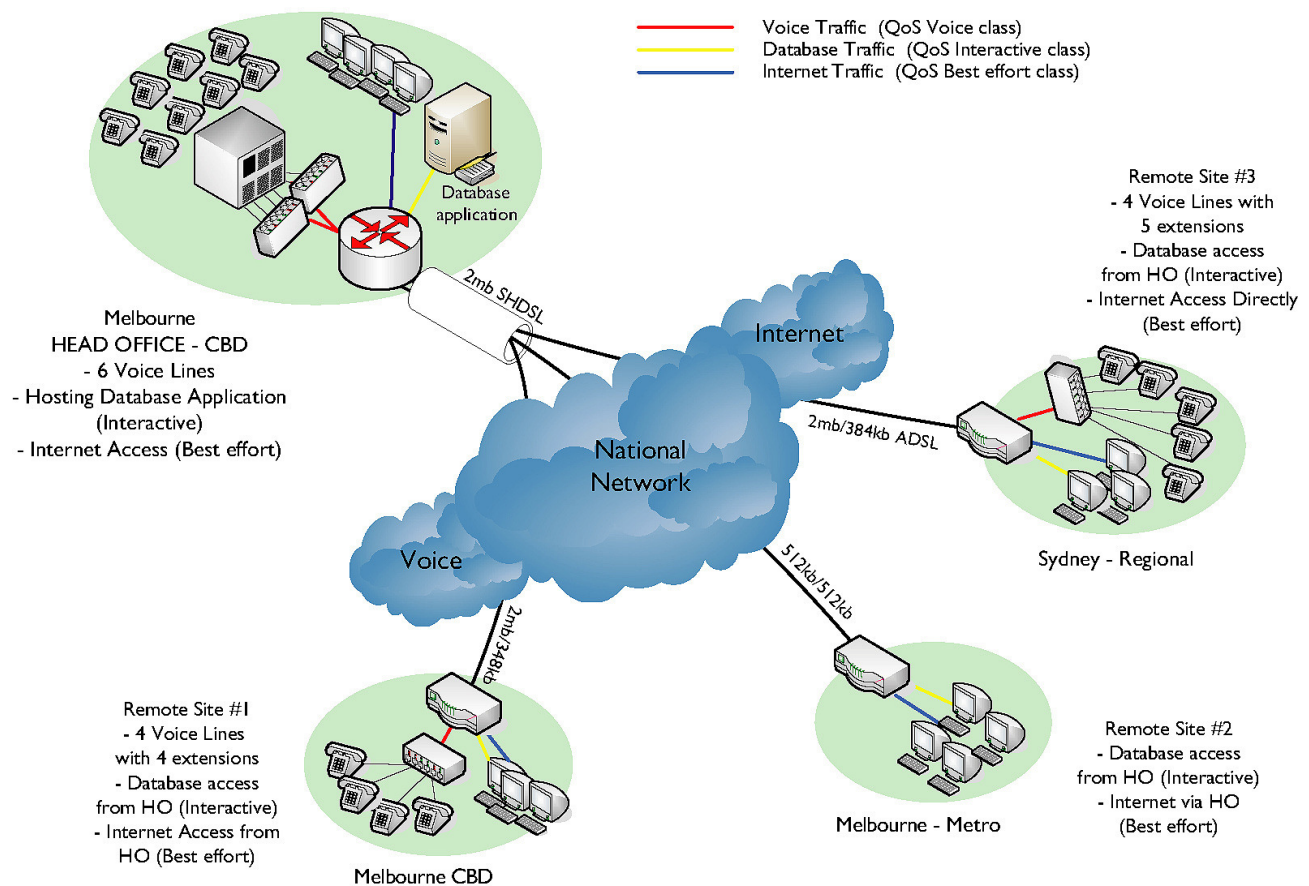 Voice Traffic (QoS Voice class)
Database Traffic (QoS Interactive class)
Internet Traffic (QoS Best effort class)
Database
application
2mb SHDSL
Melbourne
HEAD OFFICE - CBD
- 6 Voice Lines
- Hosting Database Application
(Interactive)
- Internet Access (Best effort)
Internet
National
Network
Voice
Remote Site #3
- 4 Voice Lines with
5 extensions
- Database access
from HO (Interactive)
- Internet Access Directly
(Best effort)
2mb/384kb ADSL
Sydney - Regional
512kb/512kb
2mb/348kb
Remote Site #1
- 4 Voice Lines
with 4 extensions
- Database access
from HO (Interactive)
- Internet Access from
HO (Best effort)
Melbourne CBD
Melbourne - Metro
Remote Site #2
- Database access
from HO (Interactive)
- Internet via HO
(Best effort)